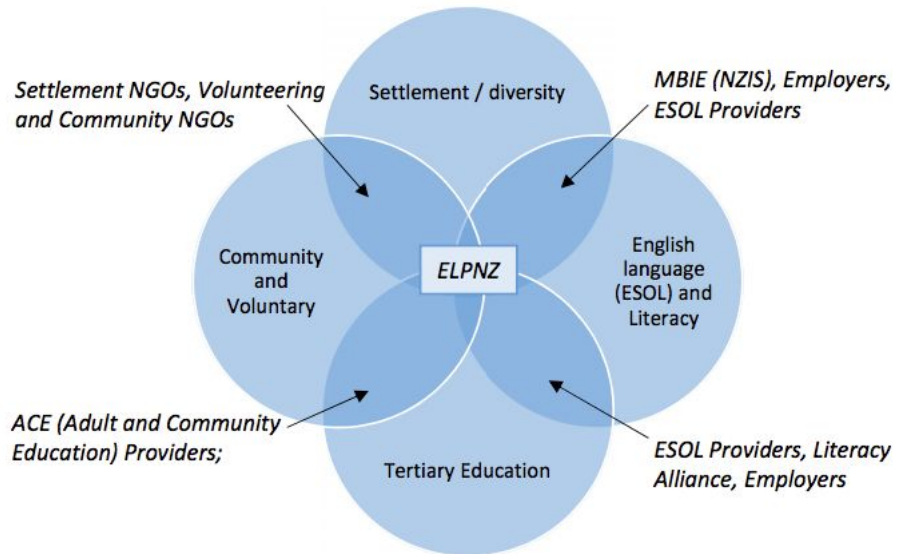 Settlement NGOs, Volunteering
and Community NGOs
Settlement / diversity
MBIE (NZIS), Employers,
ESOL Providers
Community
and
Voluntary
ELPNZ
English
language
(ESOL) and
Literacy
ACE (Adult and Community
Education) Providers;
Tertiary Education
ESOL Providers, Literacy
Alliance, Employers